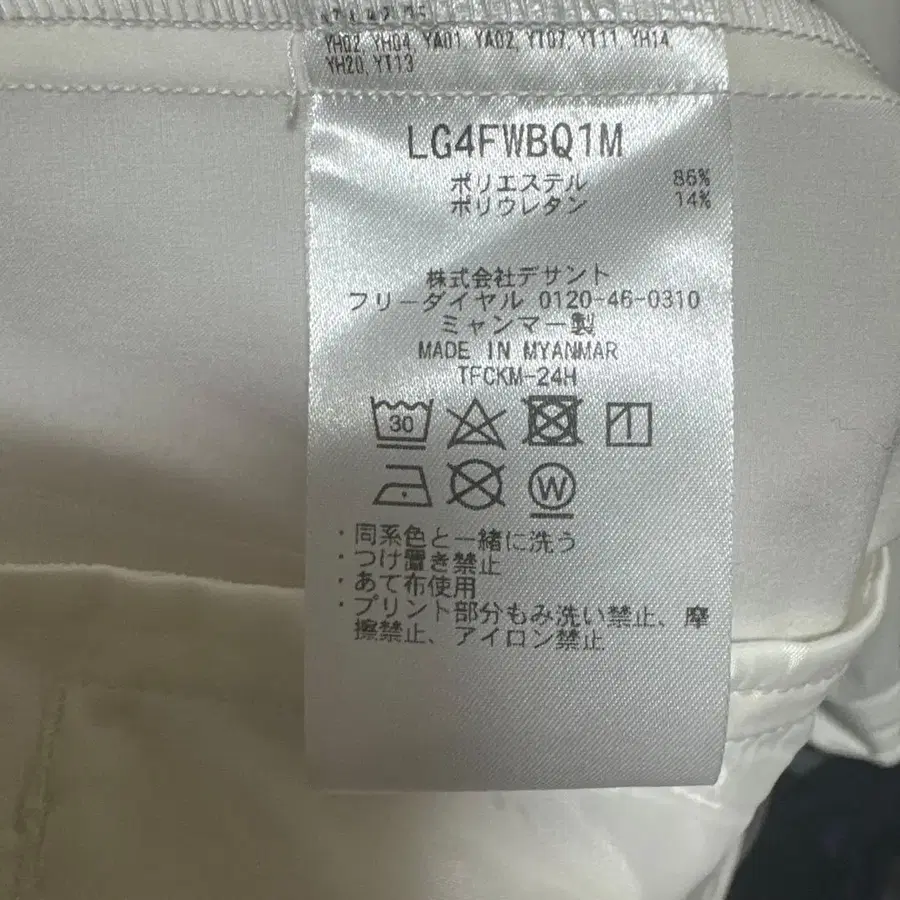 YH02, YH04, YA01 YA02, YT07, YT11, YH14,
YH20, YT13
LG4FWBQ1M
ポリエステル 86%
ポリウレタン 14%
株式会社デサント
フリーダイヤル 0120-46-0310
ミャンマー製
MADE IN MYANMAR
TFCKM-24H
30
W
・同系色と一緒に洗う
・つけ置き禁止
・あて布使用
・プリント部分もみ洗い禁止、摩
擦禁止、アイロン禁止